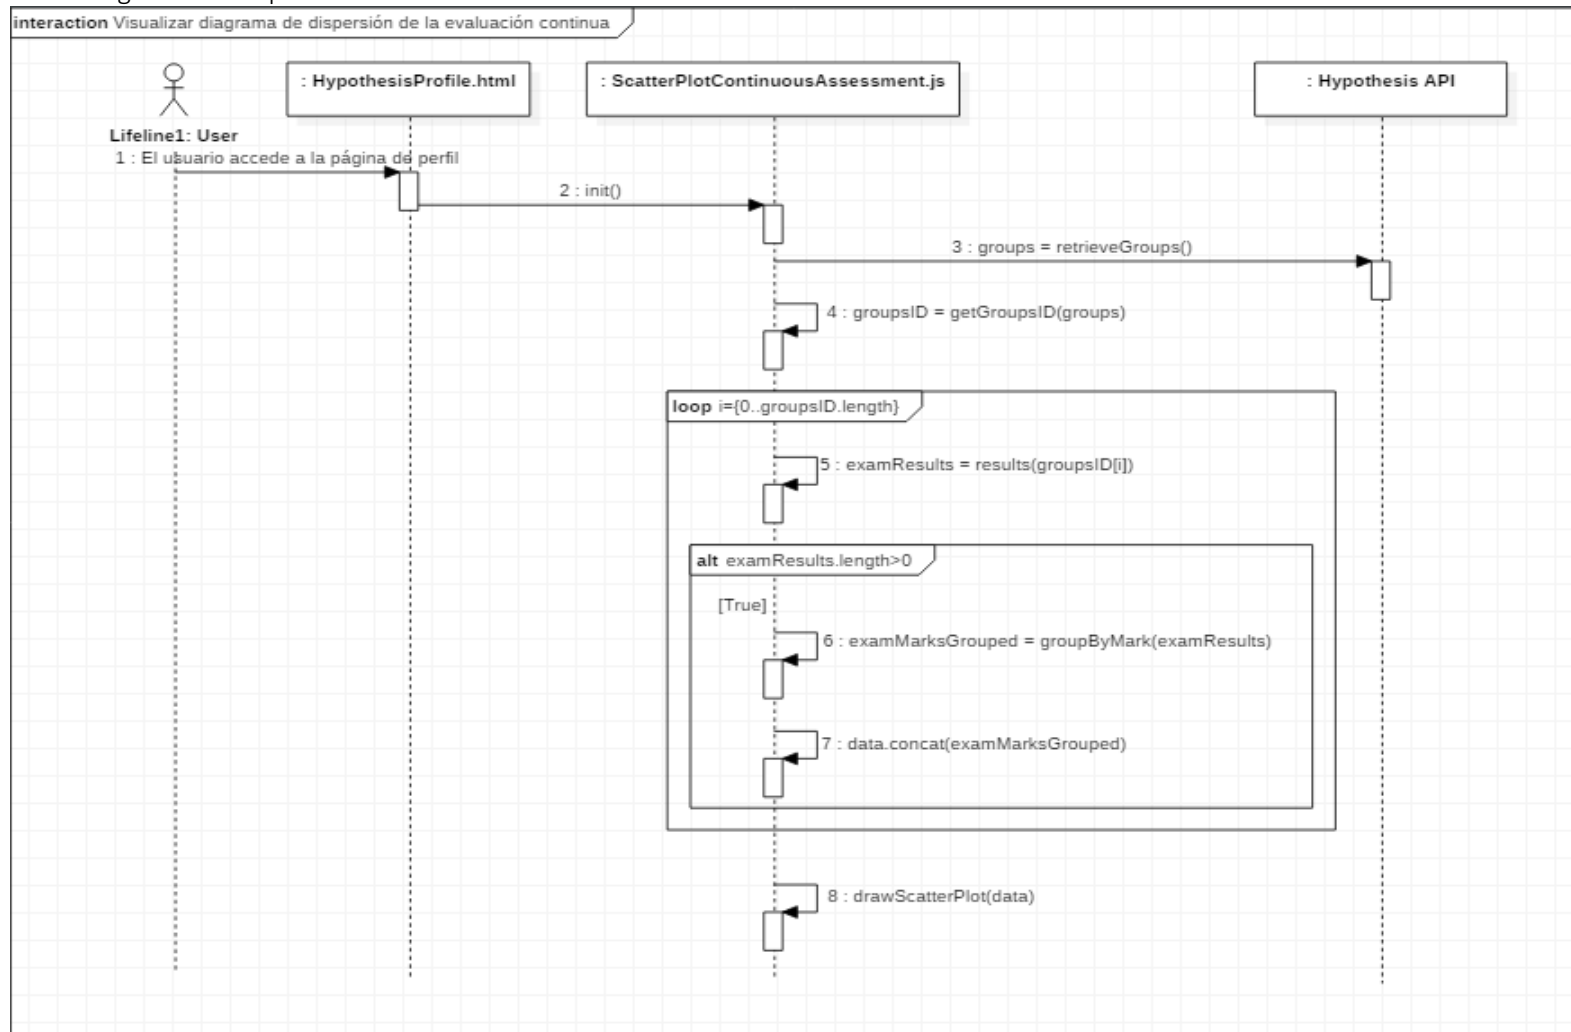 interaction Visualizar diagrama de dispersión de la evaluación continua
: HypothesisProfile.html
: ScatterPlotContinuousAssessment.js
: Hypothesis API
Lifeline1: User
1 : El usuario accede a la página de perfil
2 : init()
3 : groups = retrieveGroups()
4 : groupsID = getGroupsID(groups)
loop i={0..groupsID.length}
5 : examResults = results(groupsID[i])
alt examResults.length>0
[True]
6 : examMarksGrouped = groupByMark(examResults)
7 : data.concat(examMarksGrouped)
8 : drawScatterPlot(data)